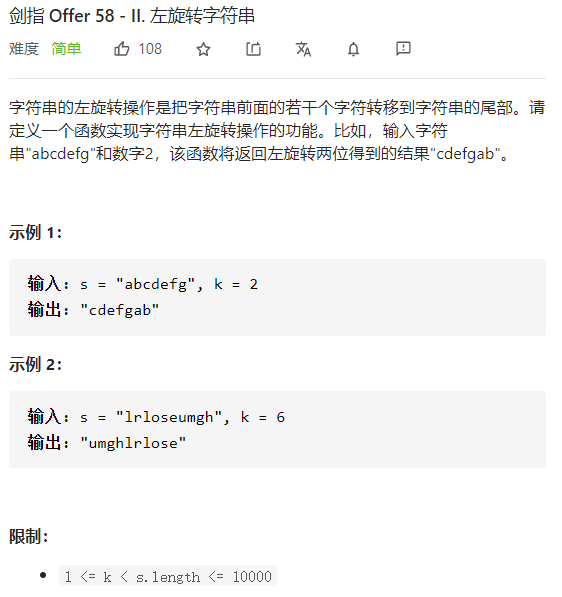 剑指 Offer 58 - II. 左旋转字符串
难度 简单 108
字符串的左旋转操作是把字符串前面的若干个字符转移到字符串的尾部。请
定义一个函数实现字符串左旋转操作的功能。比如，输入字符
串"abcdefg"和数字2，该函数将返回左旋转两位得到的结果"cdefgab"。
示例 1：
输入：s = "abcdefg", k = 2
输出："cdefgab"
示例 2：
输入：s = "lrloseumgh", k = 6
输出："umghlrlose"
限制：
1 <= k < s.length <= 10000